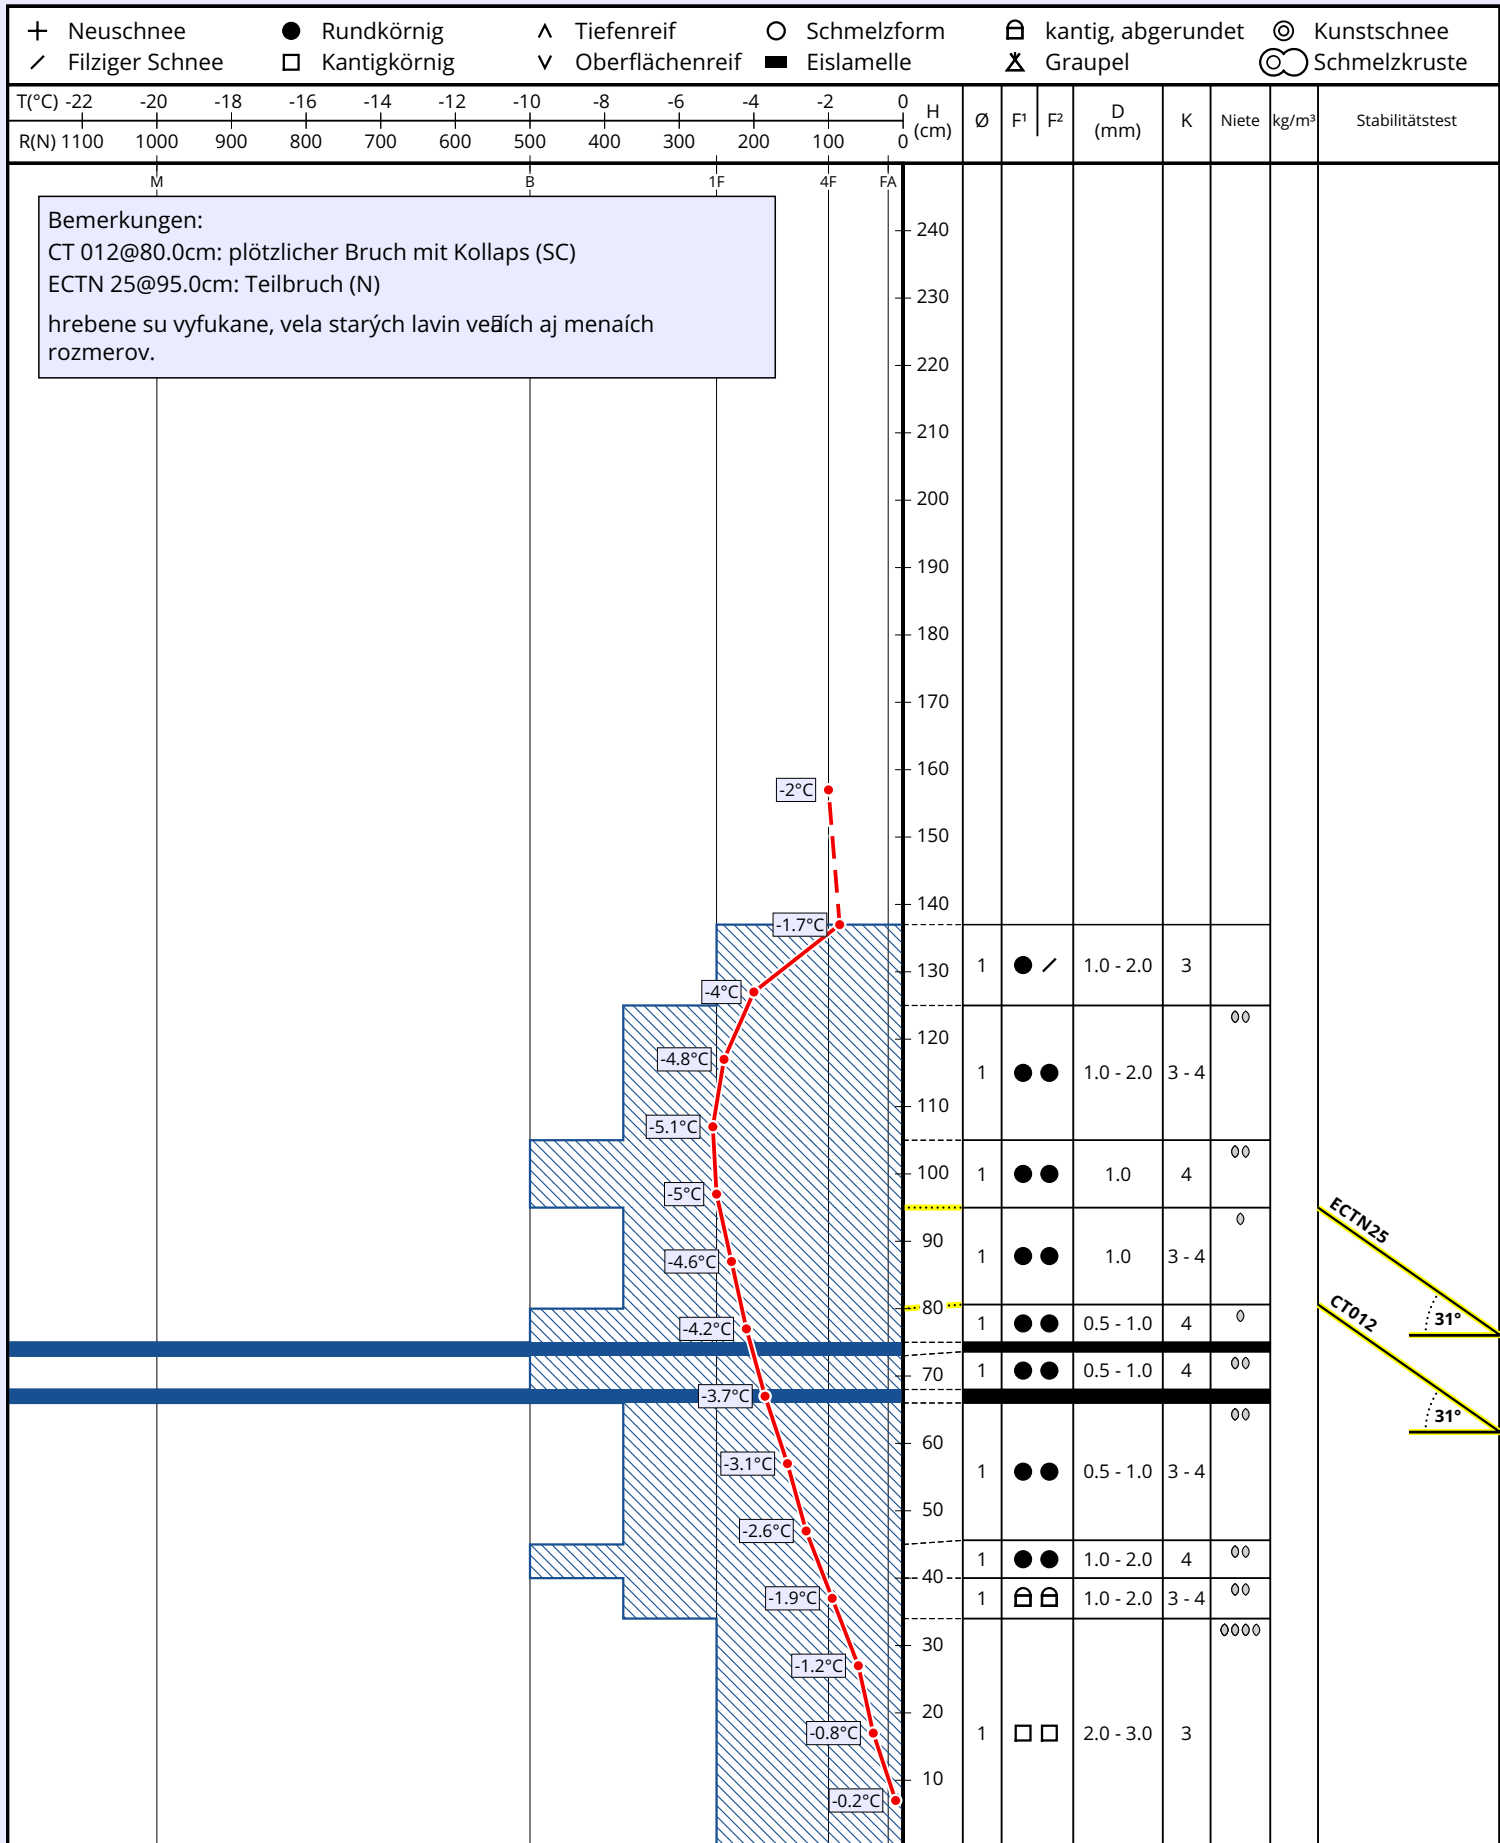 Neuschnee Rundkörnig Tiefenreif Schmelzform kantig, abgerundet Kunstschnee
Filziger Schnee Kantigkörnig Oberflächenreif Eislamelle Graupel Schmelzkruste
T(°C) -22 -20 -18 -16 -14 -12 -10 -8 -6 -4 -2 0
R(N) 1100 1000 900 800 700 600 500 400 300 200 100 0
H (cm) Ø F¹ F² D (mm) K Niete kg/m³ Stabilitätstest
M B 1F 4F FA
Bemerkungen:
CT 012@80.0cm: plötzlicher Bruch mit Kollaps (SC)
ECTN 25@95.0cm: Teilbruch (N)
hrebene su vyfukane, vela starých lavin aj menaích
rozmerov.
240
230
220
210
200
190
180
170
160
-2°C
150
140
-1.7°C
130 1 1.0 - 2.0 3
-4°C
120
-4.8°C
1 1.0 - 2.0 3 - 4
110
-5.1°C
100 1 1.0 4
-5°C
ECTN25
90
-4.6°C 1 1.0 3 - 4
80
CT012
31°
-4.2°C 1 0.5 - 1.0 4
70 1 0.5 - 1.0 4
-3.7°C
31°
60
-3.1°C 1 0.5 - 1.0 3 - 4
50
-2.6°C
1 1.0 - 2.0 4
40
-1.9°C 1 1.0 - 2.0 3 - 4
30
-1.2°C
20
-0.8°C 1 2.0 - 3.0 3
10
-0.2°C